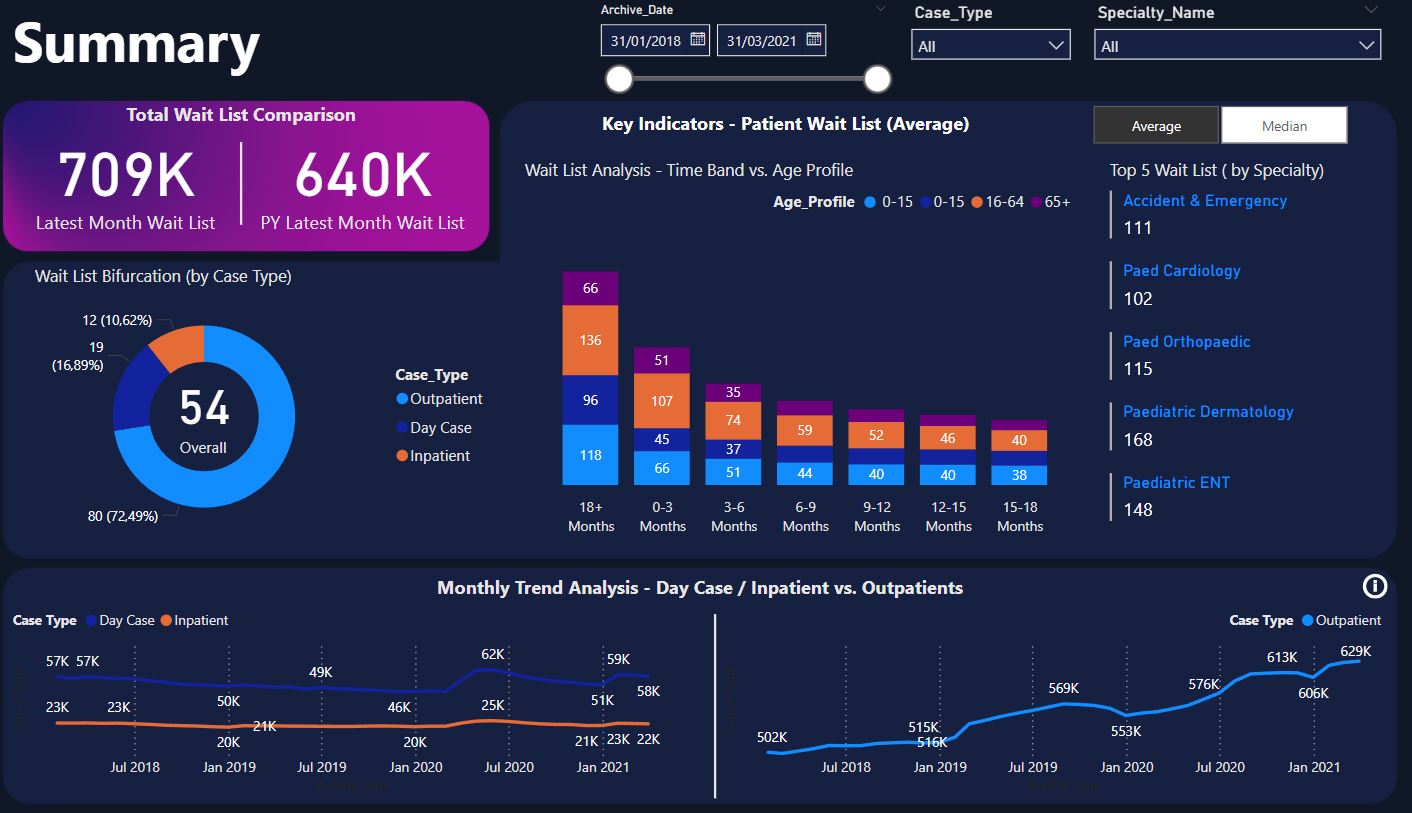 Summary
Archive_Date
31/01/2018
31/03/2021
Case_Type
All
Specialty_Name
All
Total Wait List Comparison
709K
640K
Latest Month Wait List
PY Latest Month Wait List
Wait List Bifurcation (by Case Type)
12 (10,62%)
19
(16,89%)
54
Overall
80 (72,49%)
Case_Type
Outpatient
Day Case
Inpatient
Key Indicators - Patient Wait List (Average)
Average
Median
Wait List Analysis - Time Band vs. Age Profile
Age_Profile 0-15 0-15 16-64 65+
66
136
96
118
51
107
45
66
35
74
37
51
59
44
52
40
46
40
40
38
18+
Months
0-3
Months
3-6
Months
6-9
Months
9-12
Months
12-15
Months
15-18
Months
Top 5 Wait List ( by Specialty)
Accident & Emergency
111
Paed Cardiology
102
Paed Orthopaedic
115
Paediatric Dermatology
168
Paediatric ENT
148
Monthly Trend Analysis - Day Case / Inpatient vs. Outpatients
Case Type Day Case Inpatient
57K 57K 50K 49K 46K 62K 51K 59K 58K
23K 23K 20K 21K 20K 25K 21K 23K 22K
Jul 2018 Jan 2019 Jul 2019 Jan 2020 Jul 2020 Jan 2021
Case Type Outpatient
502K 515K 516K 569K 553K 576K 613K 606K 629K
Jul 2018 Jan 2019 Jul 2019 Jan 2020 Jul 2020 Jan 2021